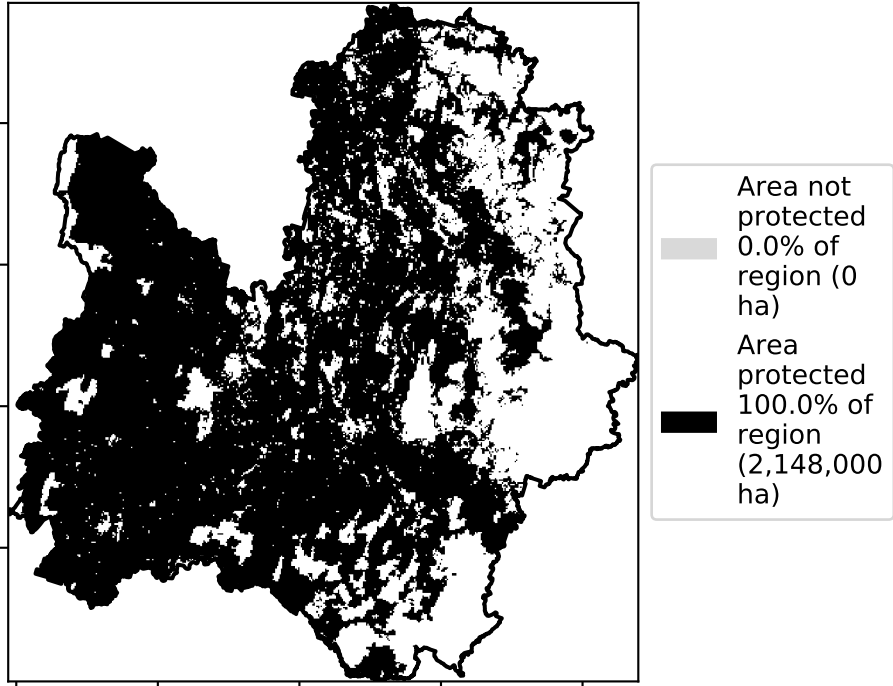 Area not
protected
0.0% of
region (0
ha)
Area
protected
100.0% of
region
(2,148,000
ha)